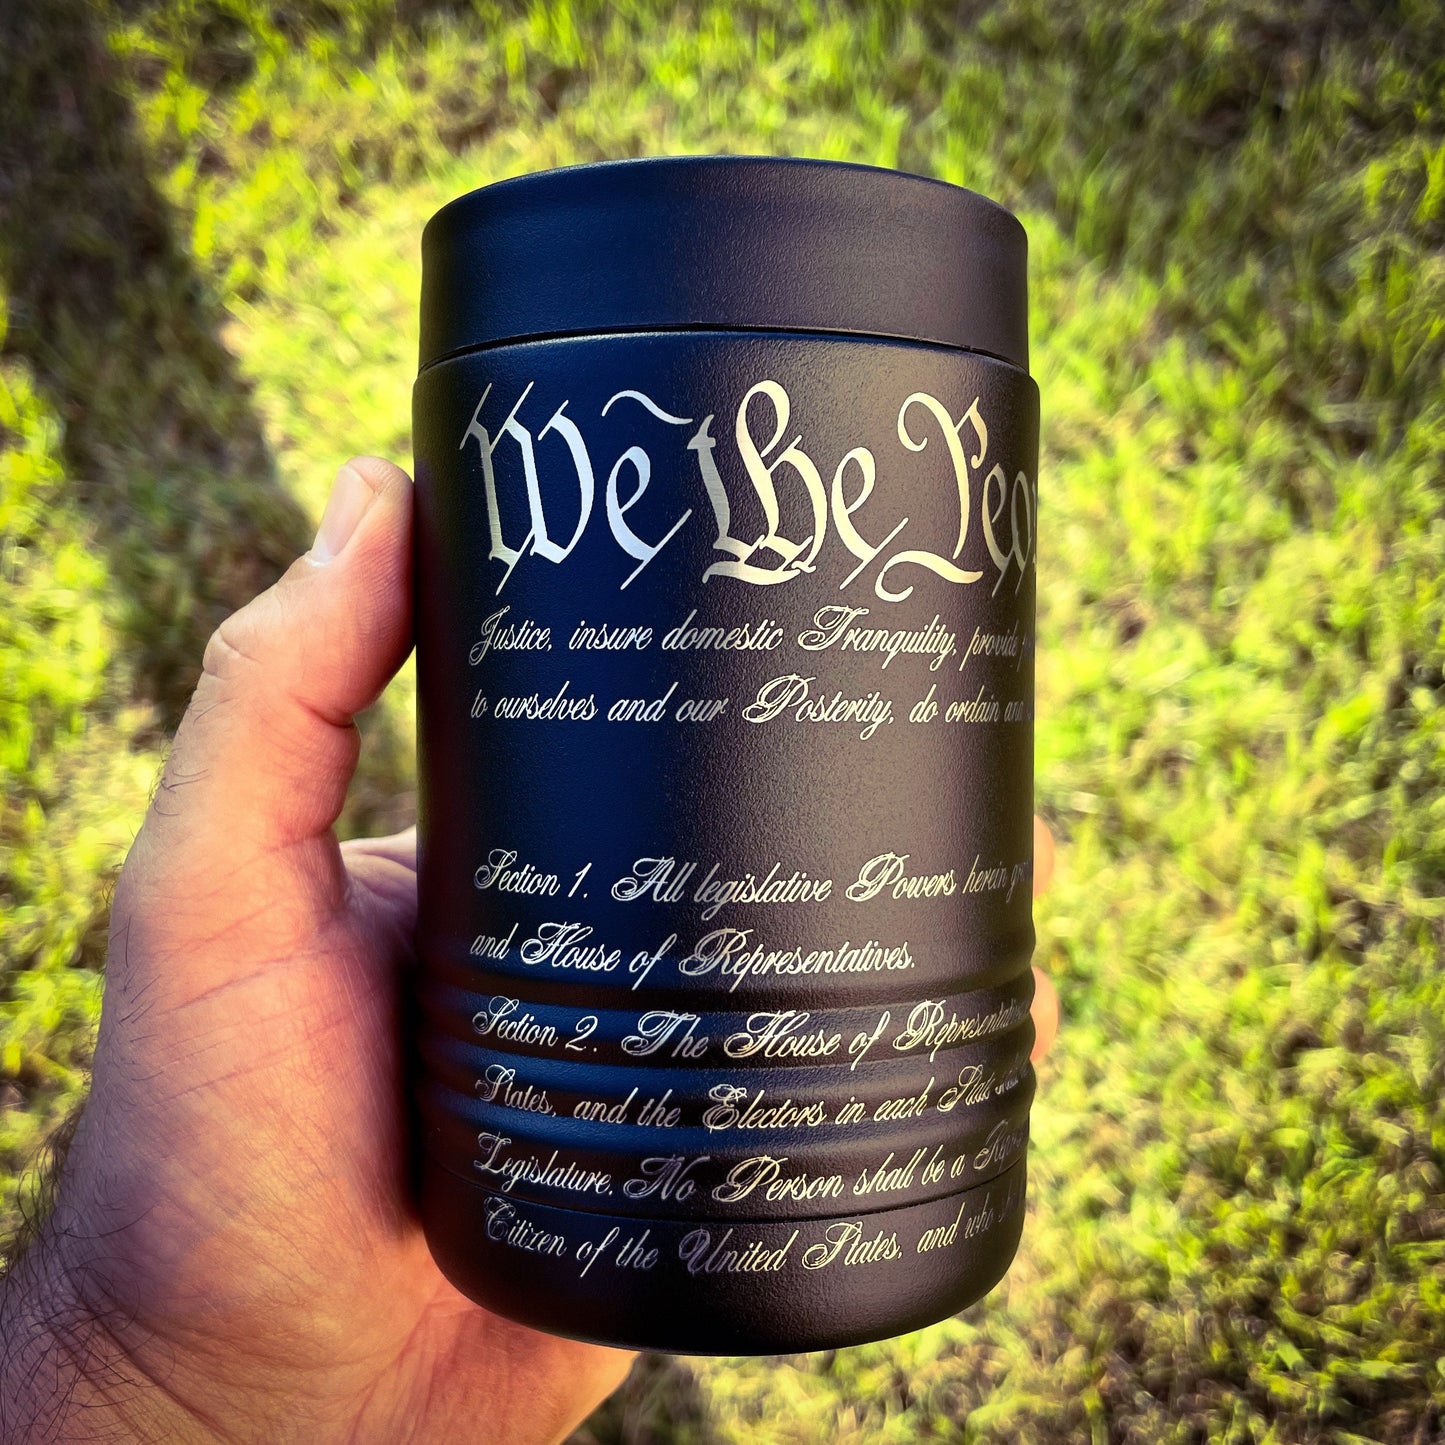 We the Peo
Justice, insure domestic Tranquility, provide
to ourselves and our Posterity, do ordain and
Section 1. All legislative Powers herein
and House of Representatives.
Section 2. The House of Representatives
States, and the Electors in each State
Legislature. No Person shall be a
Citizen of the United States, and who